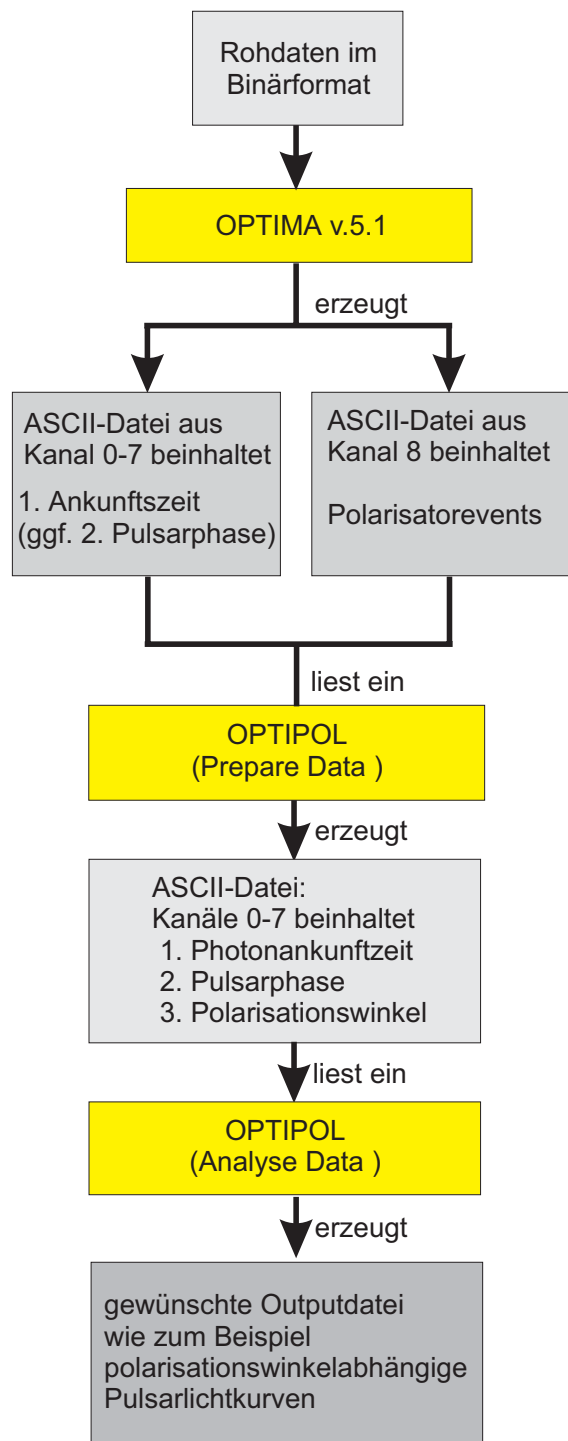 Rohdaten im
Binärformat
OPTIMA v.5.1
erzeugt
ASCII-Datei aus
Kanal 0-7 beinhaltet
1. Ankunftszeit
(ggf. 2. Pulsarphase)
ASCII-Datei aus
Kanal 8 beinhaltet
Polarisatorevents
liest ein
OPTIPOL
(Prepare Data )
erzeugt
ASCII-Datei:
Kanäle 0-7 beinhaltet
1. Photonankunftzeit
2. Pulsarphase
3. Polarisationswinkel
liest ein
OPTIPOL
(Analyse Data )
erzeugt
gewünschte Outputdatei
wie zum Beispiel
polarisationswinkelabhängige
Pulsarlichtkurven